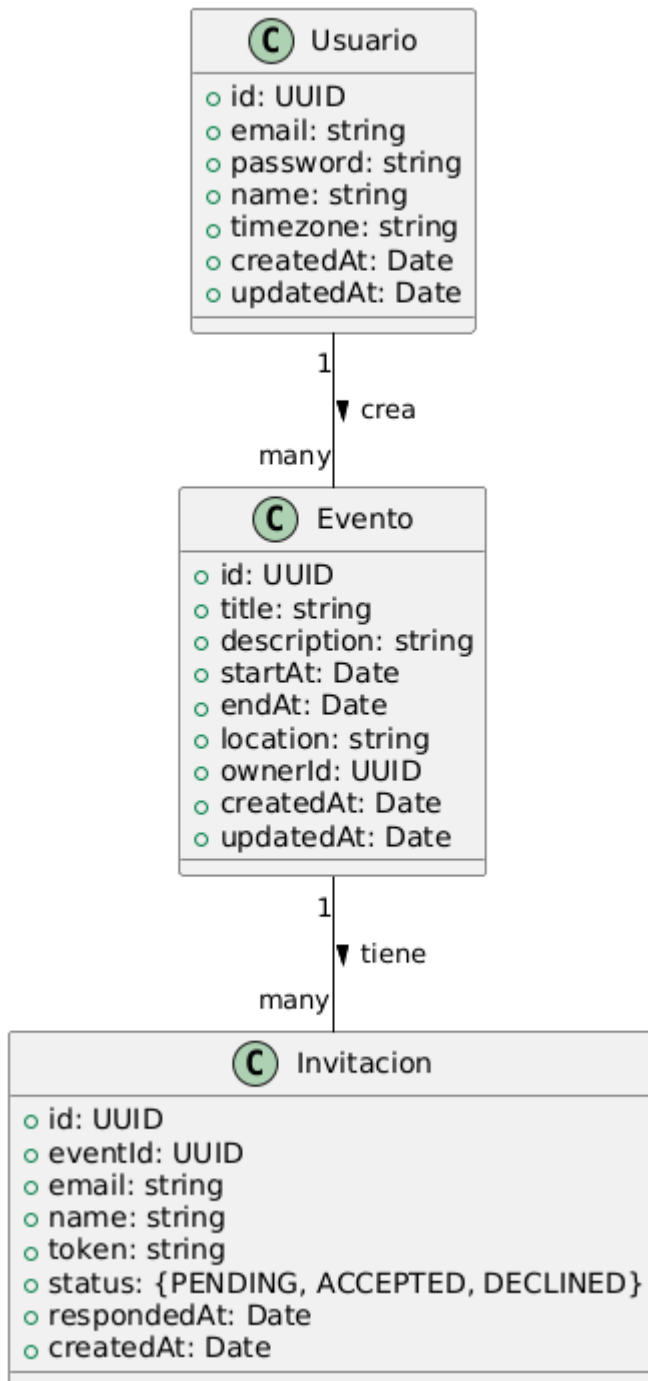 C Usuario
id: UUID
email: string
password: string
name: string
timezone: string
createdAt: Date
updatedAt: Date
1
crea
many
C Evento
id: UUID
title: string
description: string
startAt: Date
endAt: Date
location: string
ownerId: UUID
createdAt: Date
updatedAt: Date
1
tiene
many
C Invitacion
id: UUID
eventId: UUID
email: string
name: string
token: string
status: {PENDING, ACCEPTED, DECLINED}
respondedAt: Date
createdAt: Date